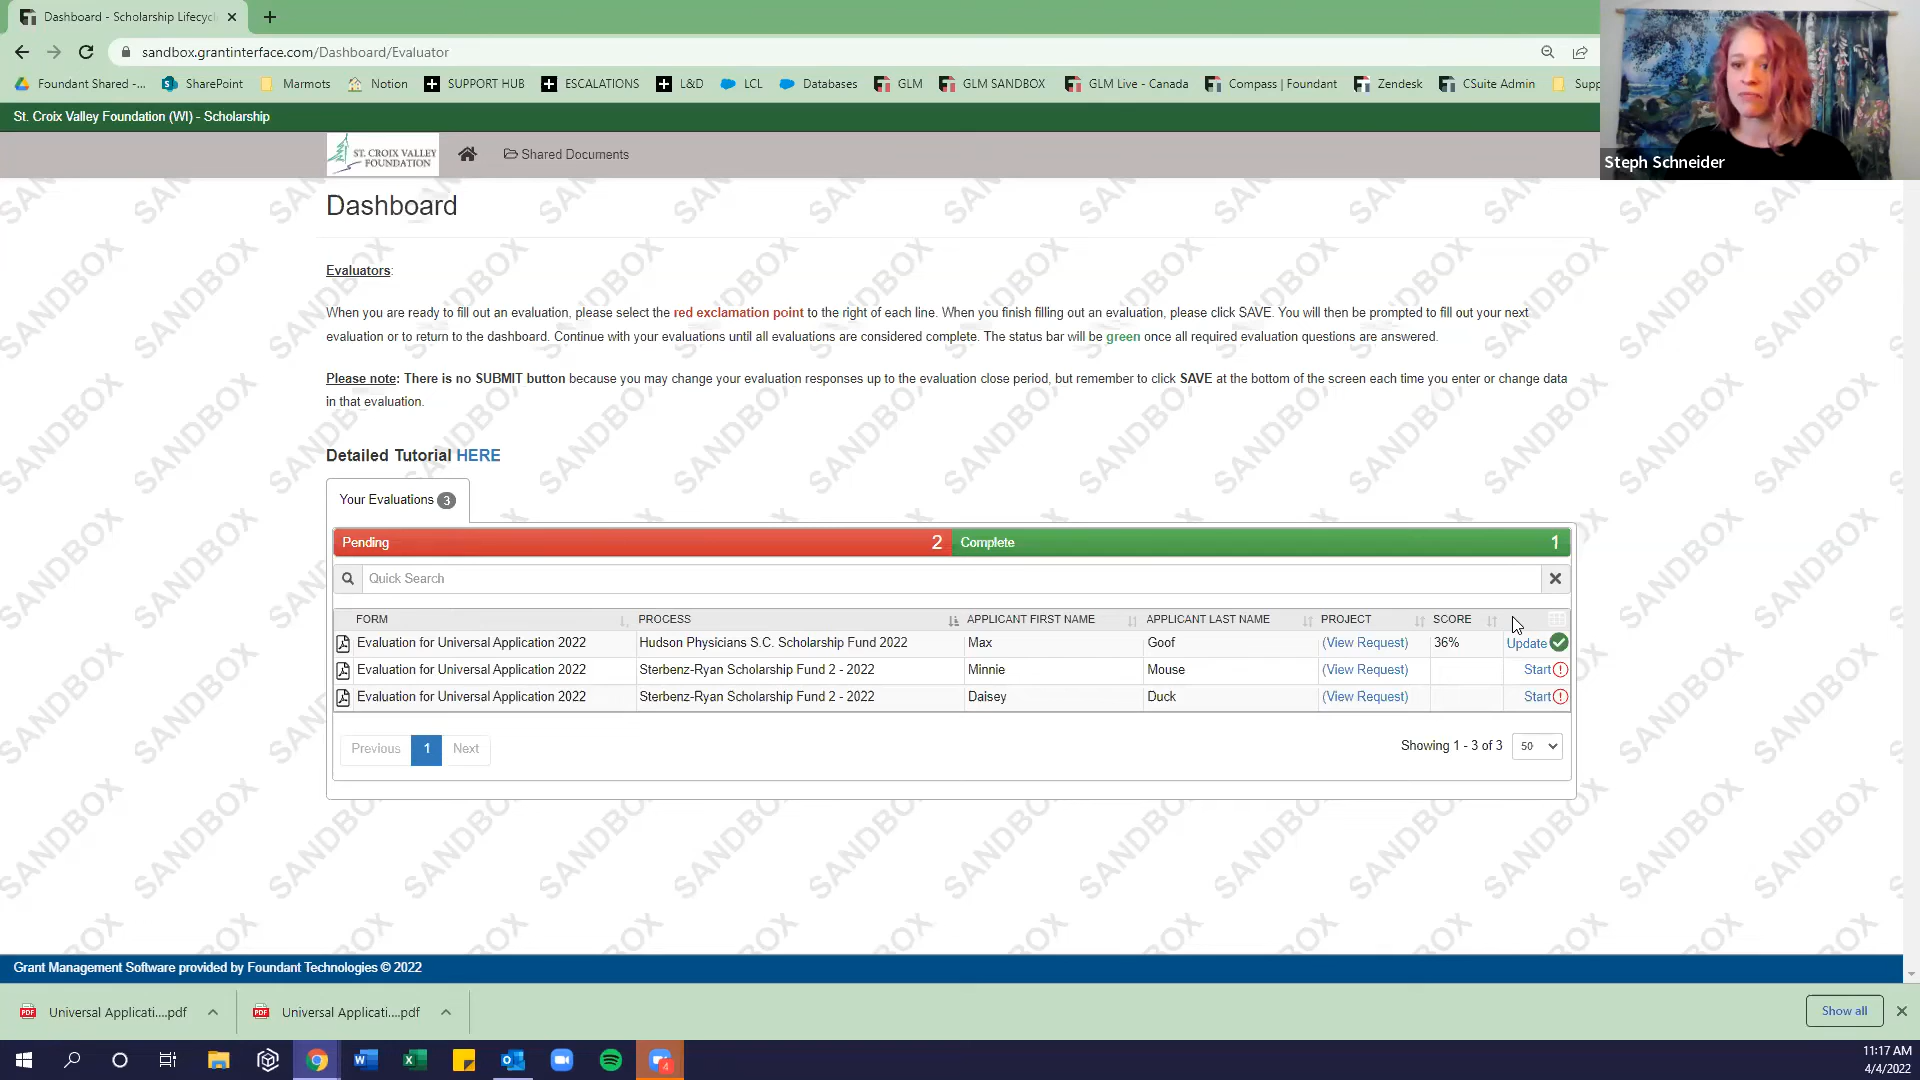 Dashboard - Scholarship Lifecycl
sandbox.grantinterface.com/Dashboard/Evaluator
Foundant Shared -... SharePoint Marmots Notion SUPPORT HUB ESCALATIONS L&D LCL Databases GLM GLM SANDBOX GLM Live - Canada Compass | Foundant Zendesk CSuite Admin Supp
St. Croix Valley Foundation (WI) - Scholarship
Steph Schneider
ST. CROIX VALLEY
FOUNDATION
Shared Documents
Dashboard
Evaluators:
When you are ready to fill out an evaluation, please select the red exclamation point to the right of each line. When you finish filling out an evaluation, please click SAVE. You will then be prompted to fill out your next
evaluation or to return to the dashboard. Continue with your evaluations until all evaluations are considered complete. The status bar will be green once all required evaluation questions are answered.
Please note: There is no SUBMIT button because you may change your evaluation responses up to the evaluation close period, but remember to click SAVE at the bottom of the screen each time you enter or change data
in that evaluation.
Detailed Tutorial HERE
Your Evaluations 3
Pending 2 Complete 1
Quick Search
FORM PROCESS APPLICANT FIRST NAME APPLICANT LAST NAME PROJECT SCORE
Evaluation for Universal Application 2022 Hudson Physicians S.C. Scholarship Fund 2022 Max Goof (View Request) 36% Update
Evaluation for Universal Application 2022 Sterbenz-Ryan Scholarship Fund 2 - 2022 Minnie Mouse (View Request) Start
Evaluation for Universal Application 2022 Sterbenz-Ryan Scholarship Fund 2 - 2022 Daisey Duck (View Request) Start
Previous 1 Next Showing 1 - 3 of 3 50
SANDBOX
Grant Management Software provided by Foundant Technologies © 2022
Universal Applicati....pdf Universal Applicati....pdf Show all
4
11:17 AM
4/4/2022